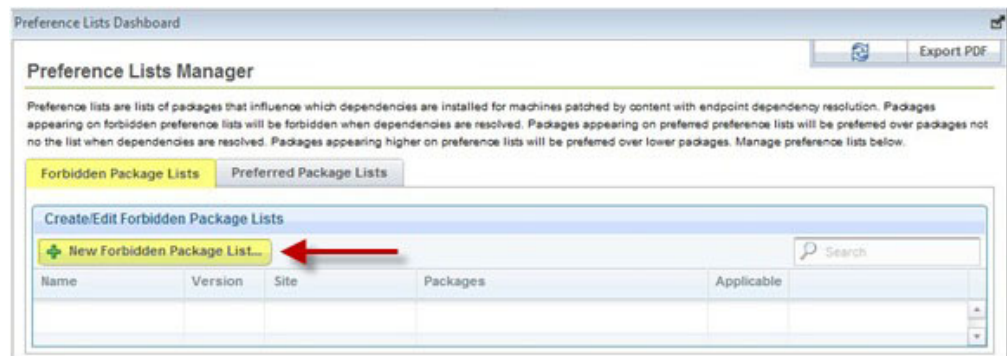 Preference Lists Dashboard
Export PDF
Preference Lists Manager
Preference lists are lists of packages that influence which dependencies are installed for machines patched by content with endpoint dependency resolution. Packages
appearing on forbidden preference lists will be forbidden when dependencies are resolved. Packages appearing on preferred preference lists will be preferred over packages not
no the list when dependencies are resolved. Packages appearing higher on preference lists will be preferred over lower packages. Manage preference lists below.
Forbidden Package Lists Preferred Package Lists
Create/Edit Forbidden Package Lists
New Forbidden Package List... Search
Name Version Site Packages Applicable